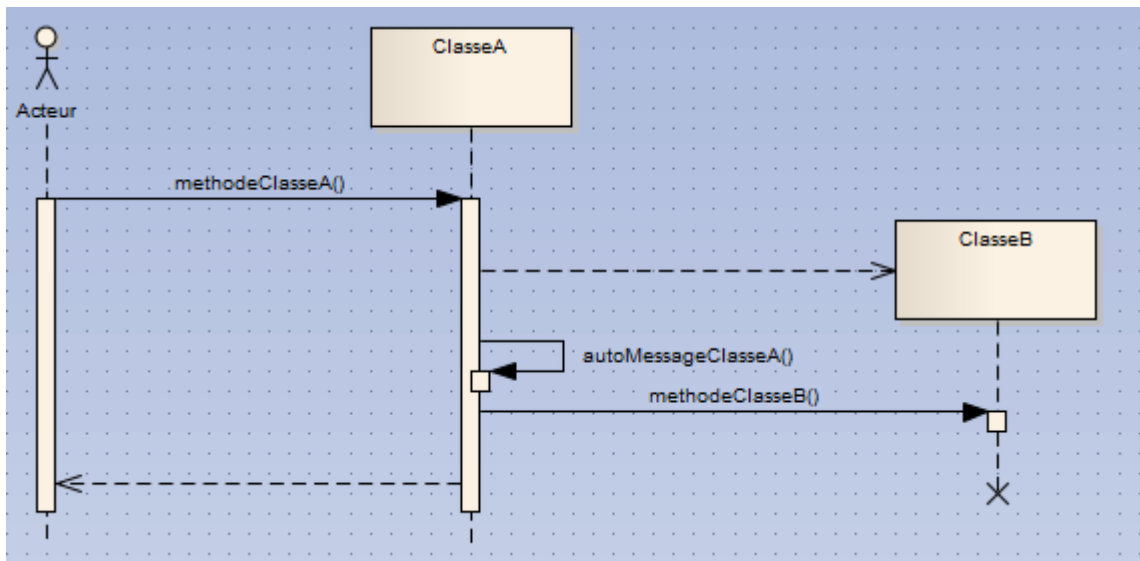 ClasseA
Acteur
methodeClasseA()
ClasseB
autoMessageClasseA()
methodeClasseB()